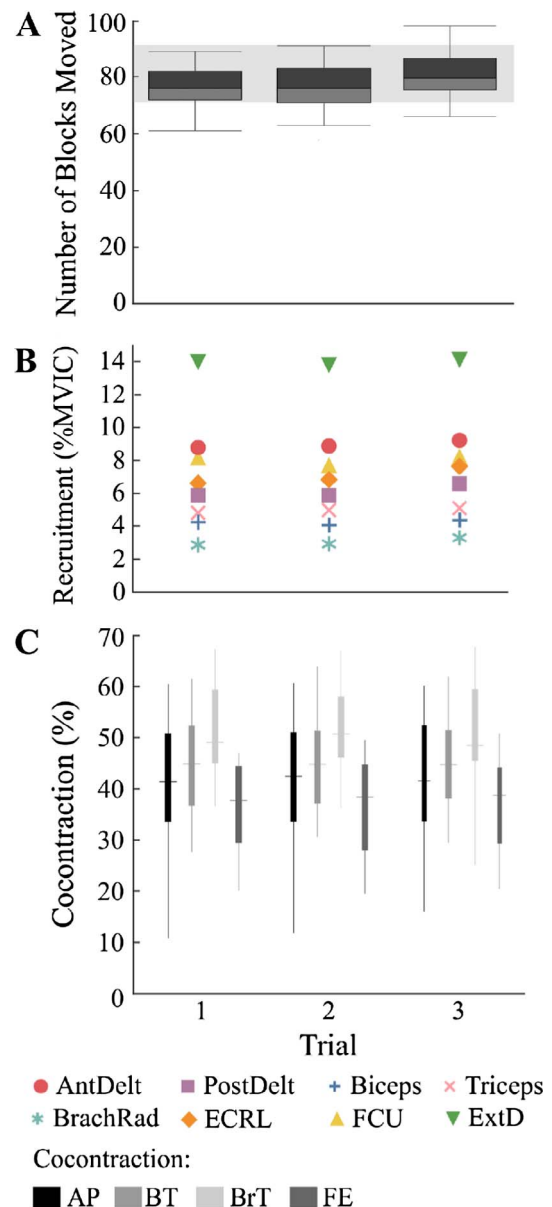 A
Number of Blocks Moved
100
80
60
40
20
0
B
Recruitment (%MVIC)
14
12
10
8
6
4
2
0
C
Cocontraction (%)
70
60
50
40
30
20
10
0
1 2 3
Trial
AntDelt PostDelt Biceps Triceps
BrachRad ECRL FCU ExtD
Cocontraction:
AP BT BrT FE